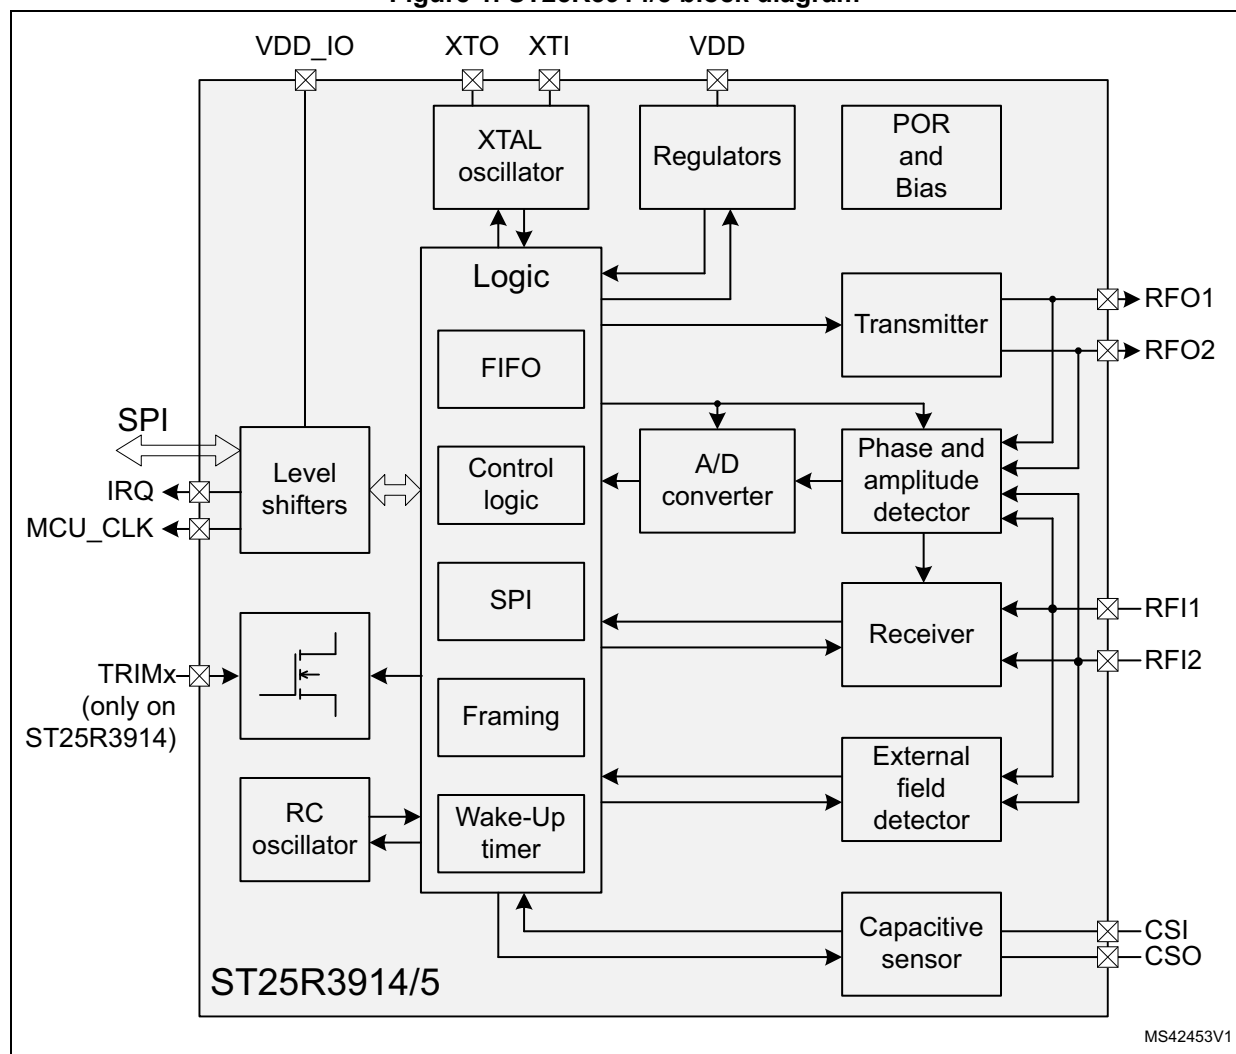 VDD_IO
XTO
XTI
VDD
XTAL
oscillator
Regulators
POR
and
Bias
Logic
FIFO
Control
logic
SPI
Framing
Wake-Up
timer
Transmitter
RFO1
RFO2
SPI
IRQ
MCU_CLK
Level
shifters
A/D
converter
Phase and
amplitude
detector
Receiver
RFI1
RFI2
TRIMx
(only on
ST25R3914)
RC
oscillator
External
field
detector
Capacitive
sensor
CSI
CSO
ST25R3914/5
MS42453V1